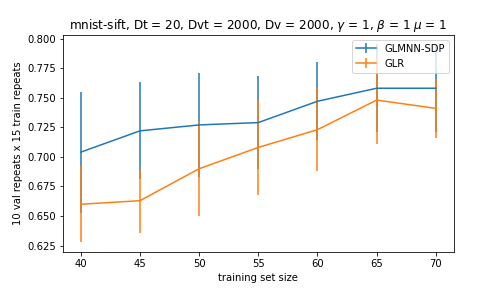 mnist-sift, Dt = 20, Dvt = 2000, Dv = 2000, γ = 1, β = 1 μ = 1
GLMNN-SDP
GLR
10 val repeats x 15 train repeats
0.800
0.775
0.750
0.725
0.700
0.675
0.650
0.625
40 45 50 55 60 65 70
training set size